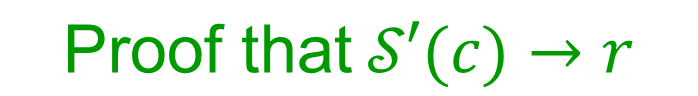 Proof that 𝒮′(𝑐) → 𝑟